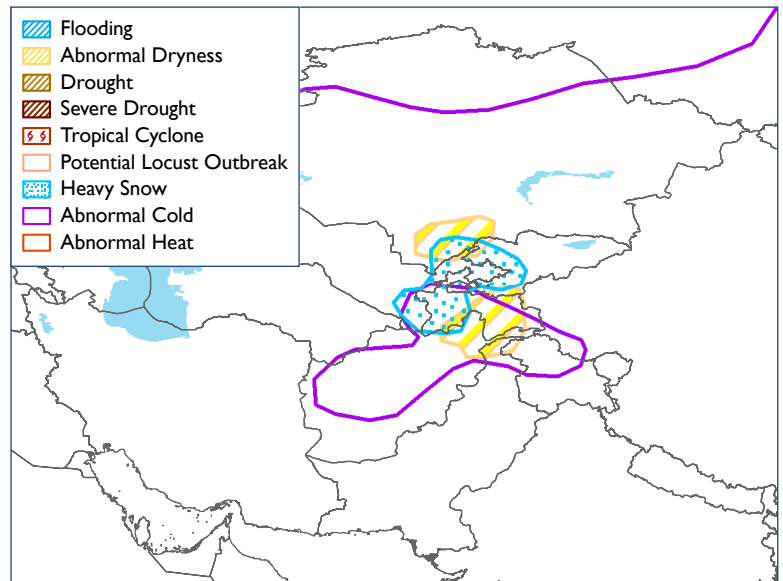 Flooding
Abnormal Dryness
Drought
Severe Drought
Tropical Cyclone
Potential Locust Outbreak
Heavy Snow
Abnormal Cold
Abnormal Heat